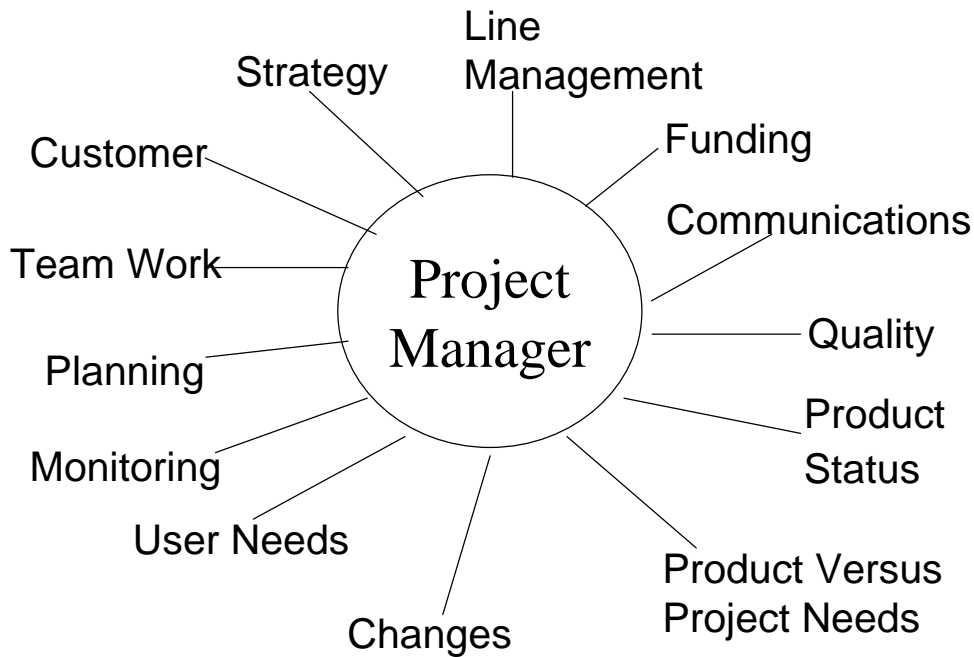 Line
Management
Strategy
Funding
Customer
Communications
Team Work
Project
Manager
Quality
Planning
Product
Status
Monitoring
User Needs
Product Versus
Project Needs
Changes